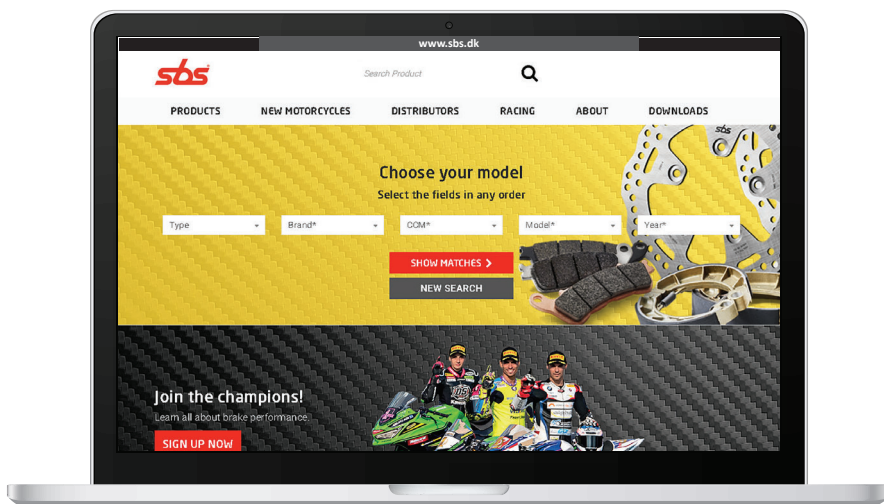 www.sbs.dk
sbs
Search Product
PRODUCTS NEW MOTORCYCLES DISTRIBUTORS RACING ABOUT DOWNLOADS
sbs
Choose your model
Select the fields in any order
Type Brand* CCM* Model* Year*
SHOW MATCHES
NEW SEARCH
Join the champions!
Learn all about brake performance.
SIGN UP NOW